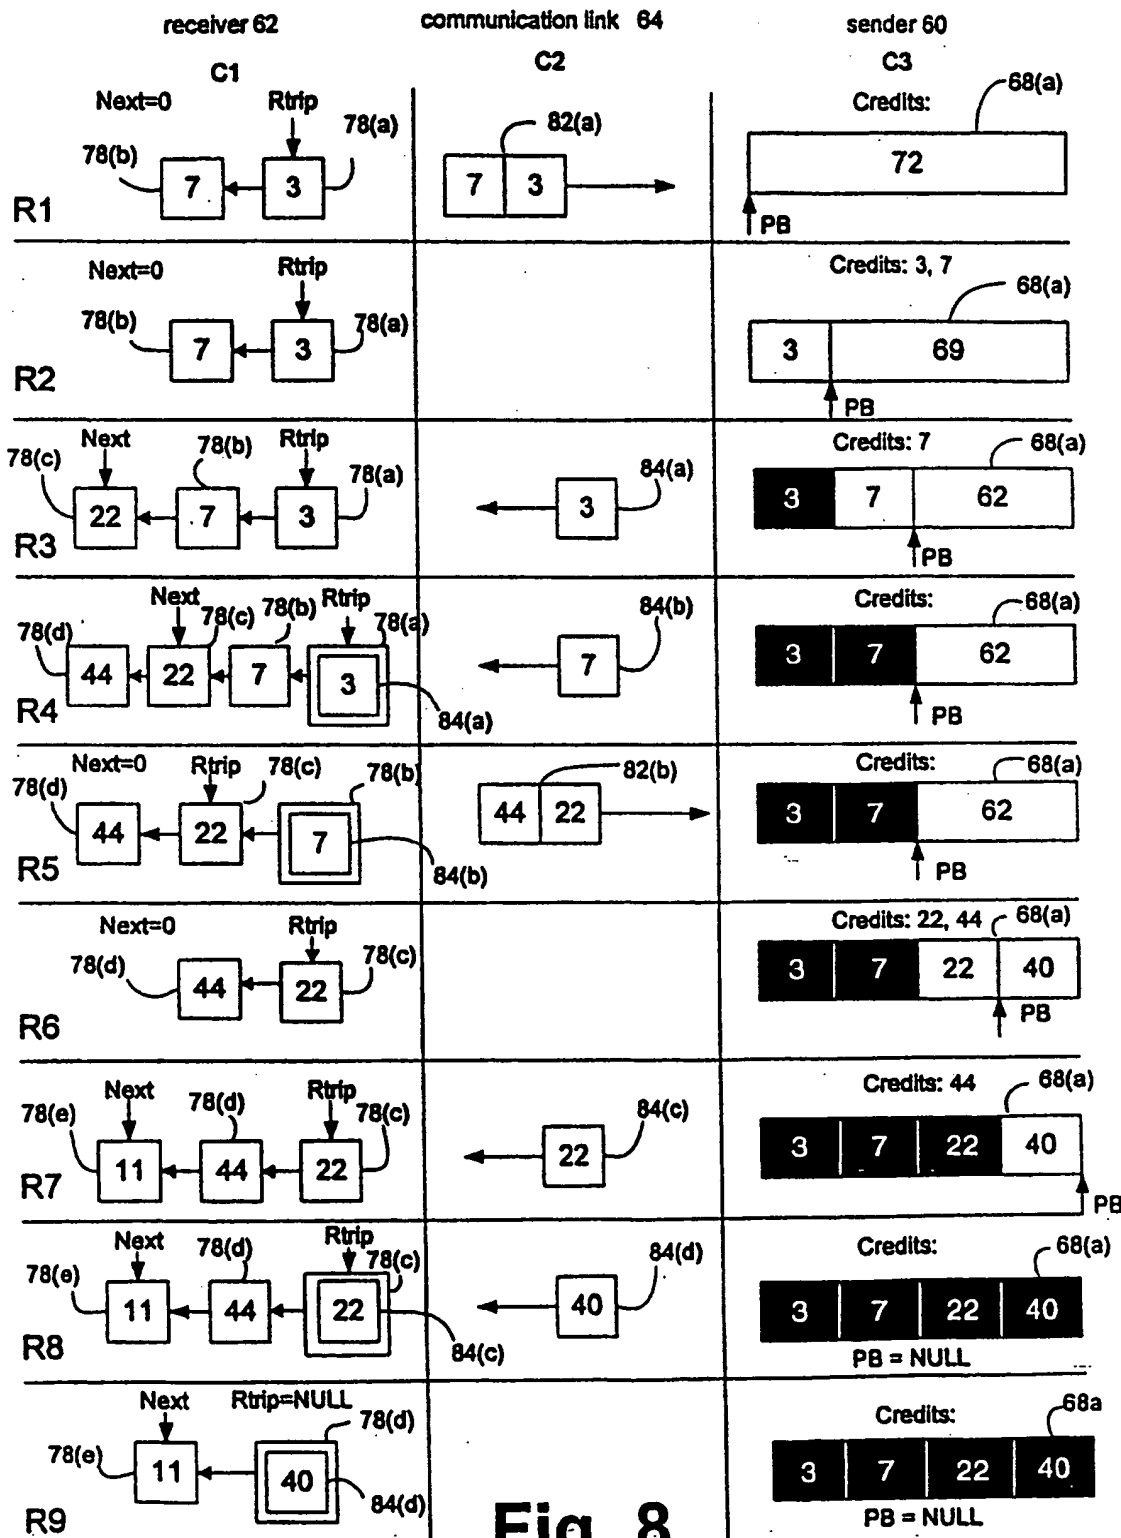 receiver 62 communication link 64 sender 60
C1 C2 C3
Next=0 Rtrip 82(a) Credits: 68(a)
78(b) 78(a)
7 3 7 3 72
R1 PB
Next=0 Rtrip Credits: 3, 7
78(b) 78(a) 68(a)
7 3 3 69
R2 PB
Next 78(b) Rtrip Credits: 7 68(a)
78(c) 78(a) 84(a)
22 7 3 3 3 7 62
R3 PB
Next 78(b) Rtrip 84(b) Credits: 68(a)
78(d) 78(c) 78(a)
44 22 7 3 7 3 7 62
R4 84(a) PB
Next=0 Rtrip 78(c) 78(b) 82(b) Credits: 68(a)
78(d)
44 22 7 44 22 3 7 62
R5 84(b) PB
Next=0 Rtrip Credits: 22, 44 68(a)
78(d) 78(c)
44 22 3 7 22 40
R6 PB
Next 78(d) Rtrip Credits: 44 68(a)
78(e) 78(c) 84(c)
11 44 22 22 3 7 22 40
R7 PB
Next 78(d) Rtrip 84(d) Credits: 68(a)
78(e) 78(c)
11 44 22 40 3 7 22 40
R8 84(c) PB = NULL
Next Rtrip=NULL 78(d) Credits: 68a
78(e)
11 40 3 7 22 40
84(d)
R9 PB = NULL
Fig. 8